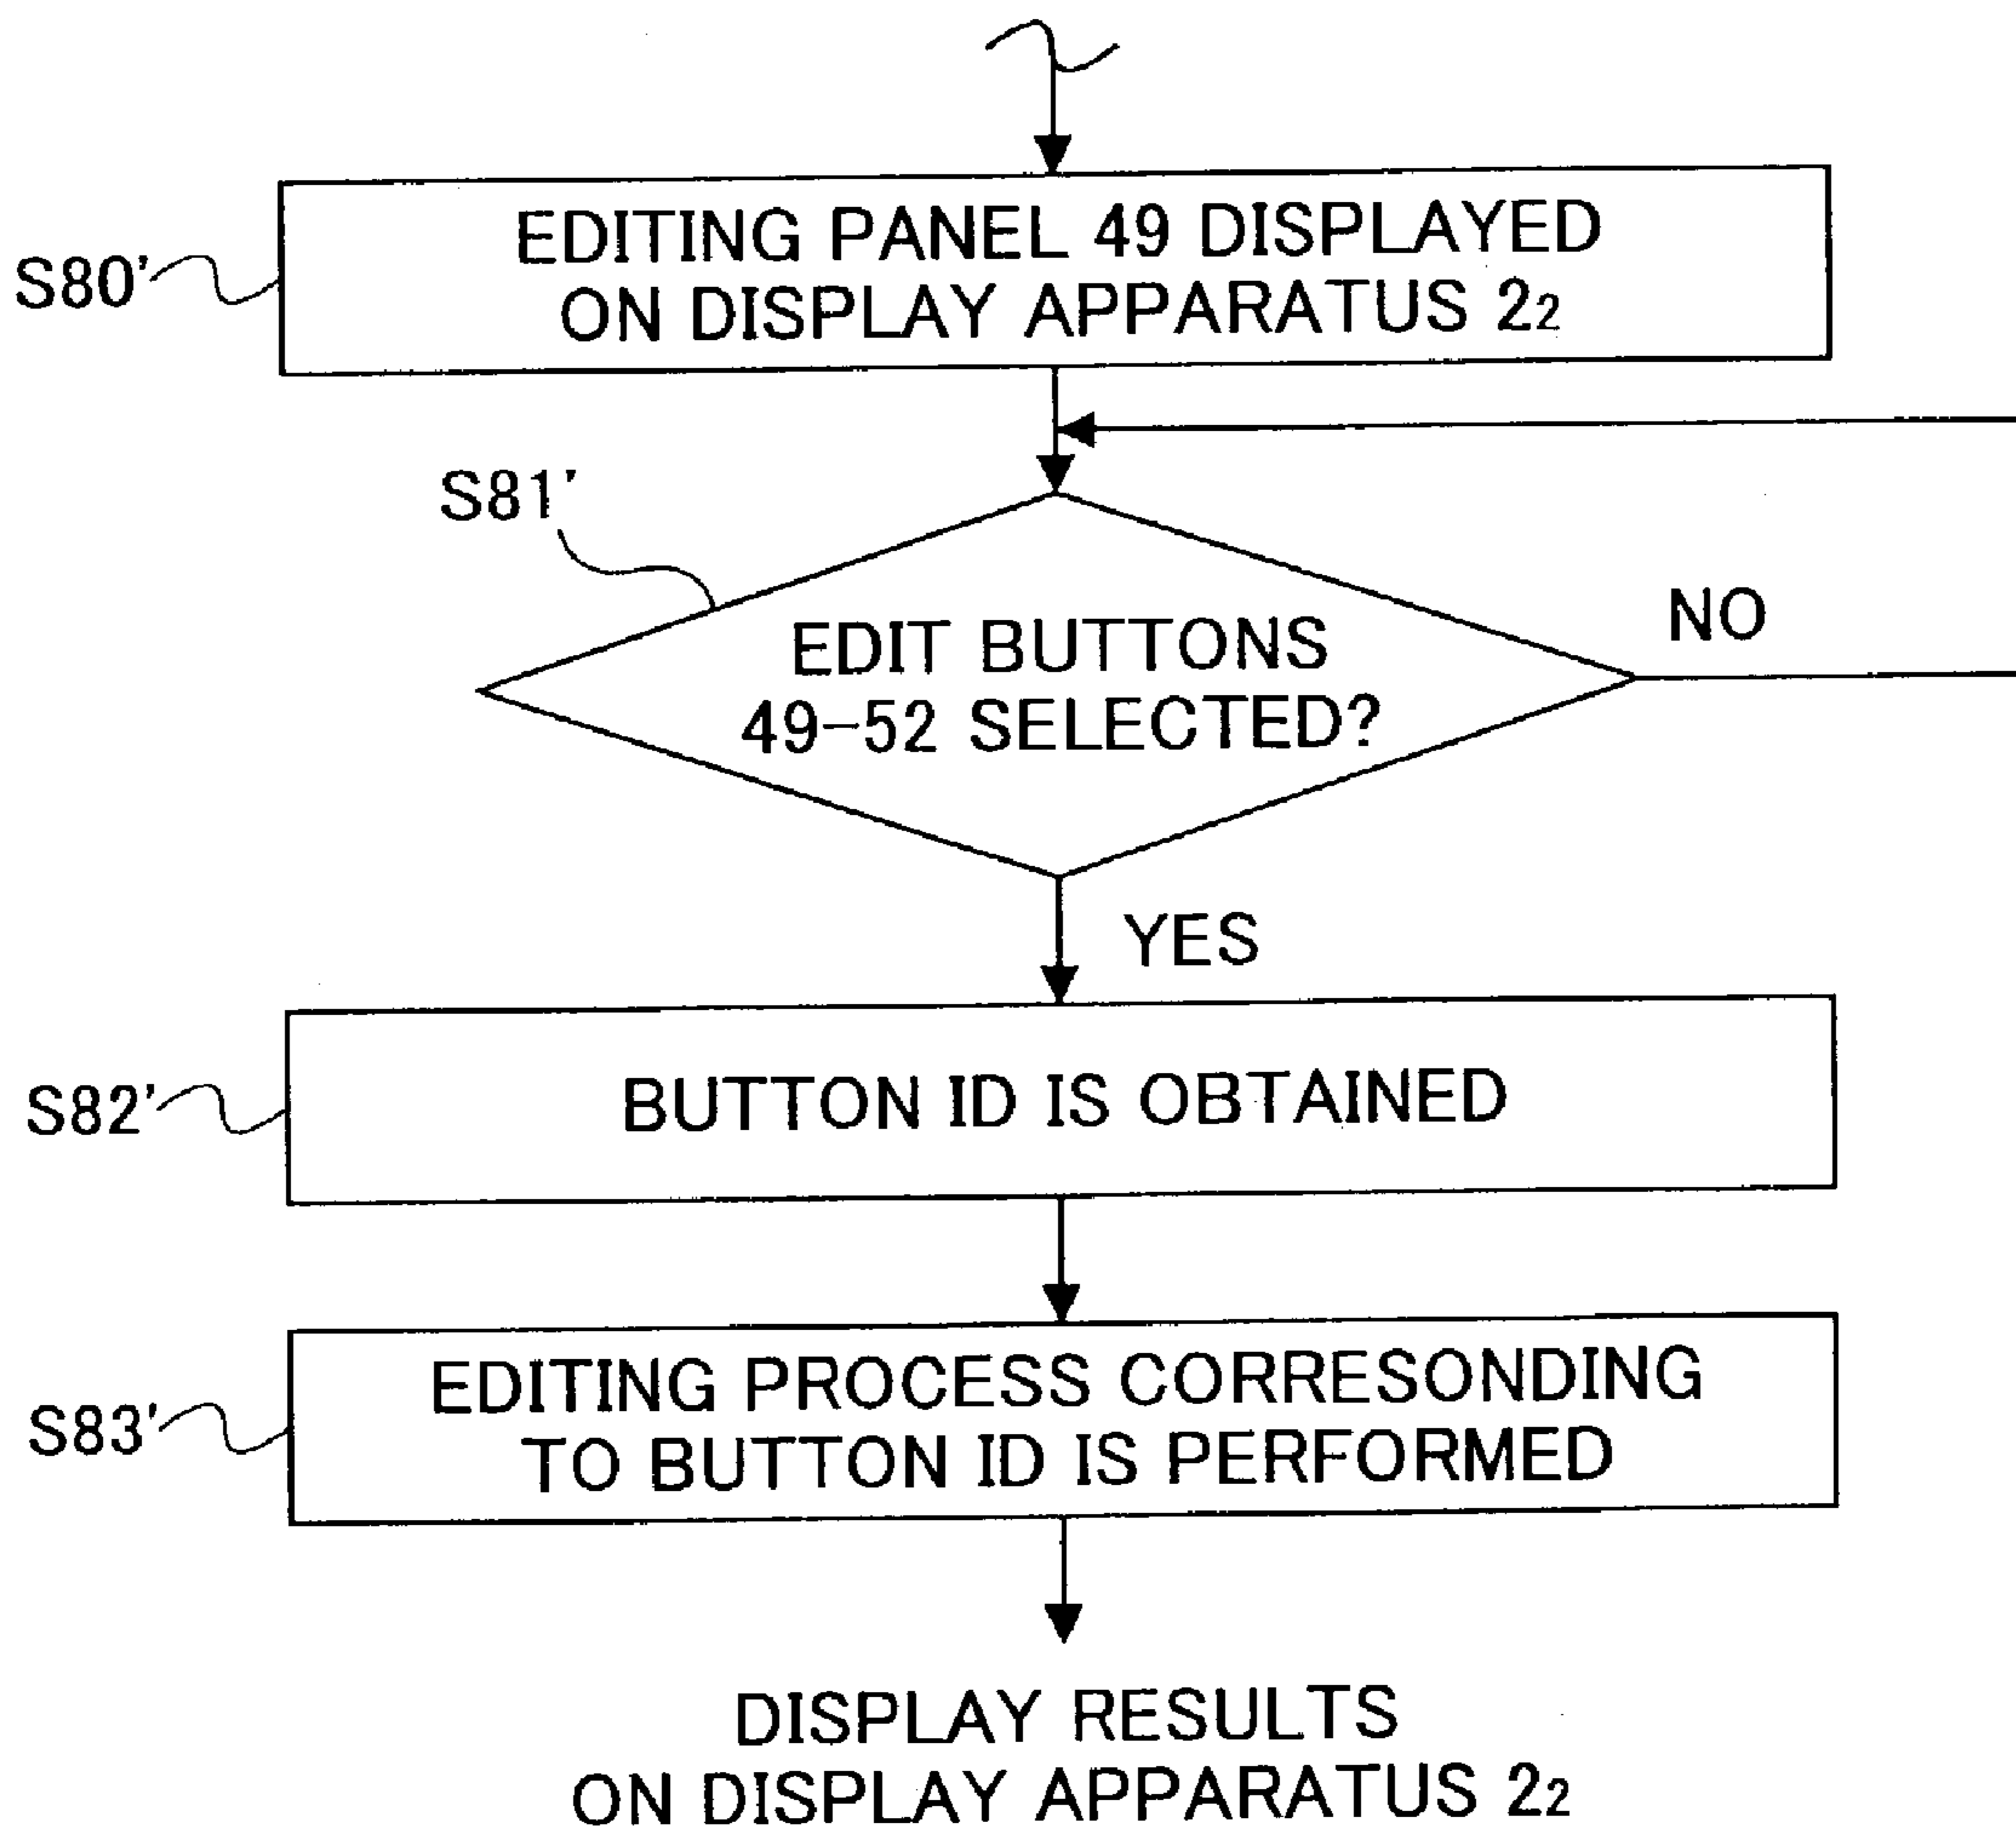 S80'
EDITING PANEL 49 DISPLAYED
ON DISPLAY APPARATUS 2₂
S81'
EDIT BUTTONS
49-52 SELECTED?
NO
YES
S82'
BUTTON ID IS OBTAINED
S83'
EDITING PROCESS CORRESONDING
TO BUTTON ID IS PERFORMED
DISPLAY RESULTS
ON DISPLAY APPARATUS 2₂